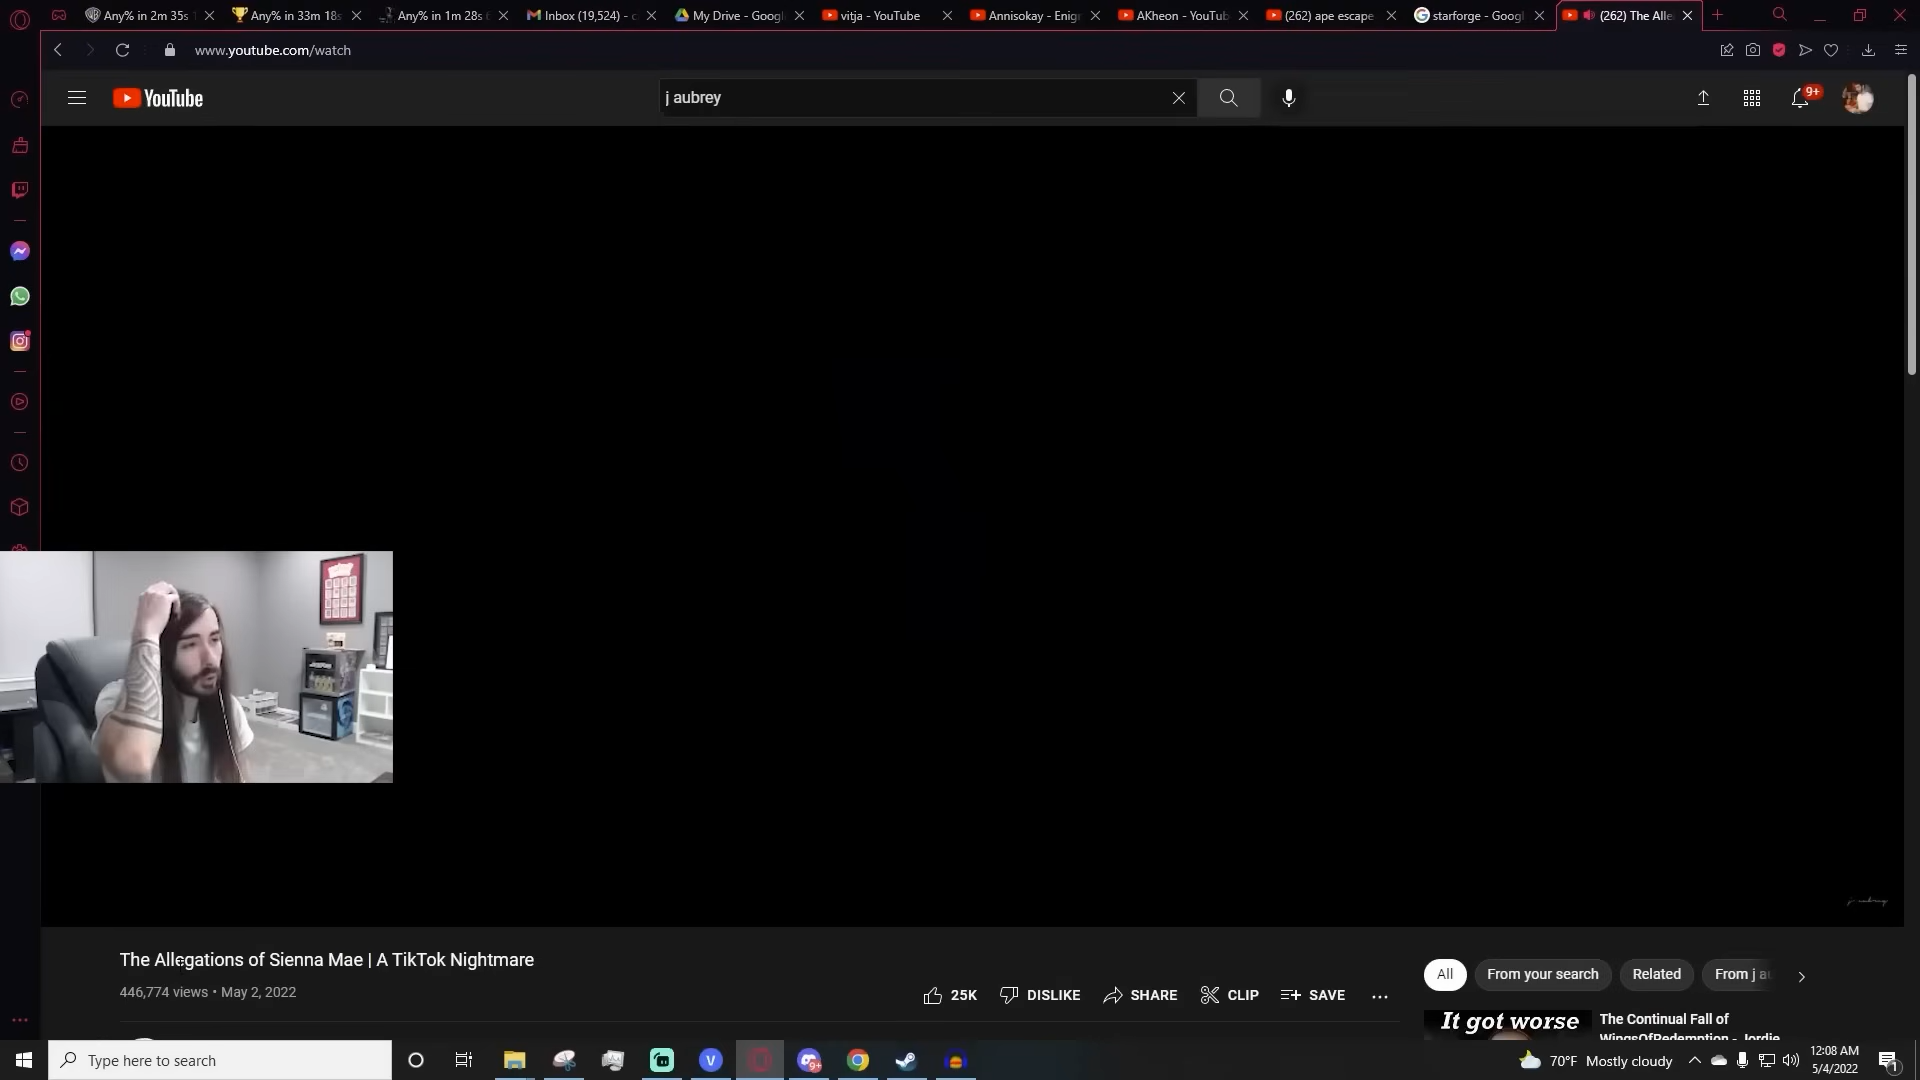 Any% in 2m 35s
Any% in 33m 18s
Any% in 1m 28s
Inbox (19,524) - c
My Drive - Googl
vitja - YouTube
Annisokay - Enig
AKheon - YouTub
(262) ape escape
starforge - Googl
(262) The Alle
www.youtube.com/watch
YouTube
j aubrey
9+
The Allegations of Sienna Mae | A TikTok Nightmare
446,774 views • May 2, 2022
25K
DISLIKE
SHARE
CLIP
SAVE
All
From your search
Related
From j au
It got worse
The Continual Fall of
WingsOfRedemption - Jordie
Type here to search
V
9+
70°F Mostly cloudy
12:08 AM
5/4/2022
1